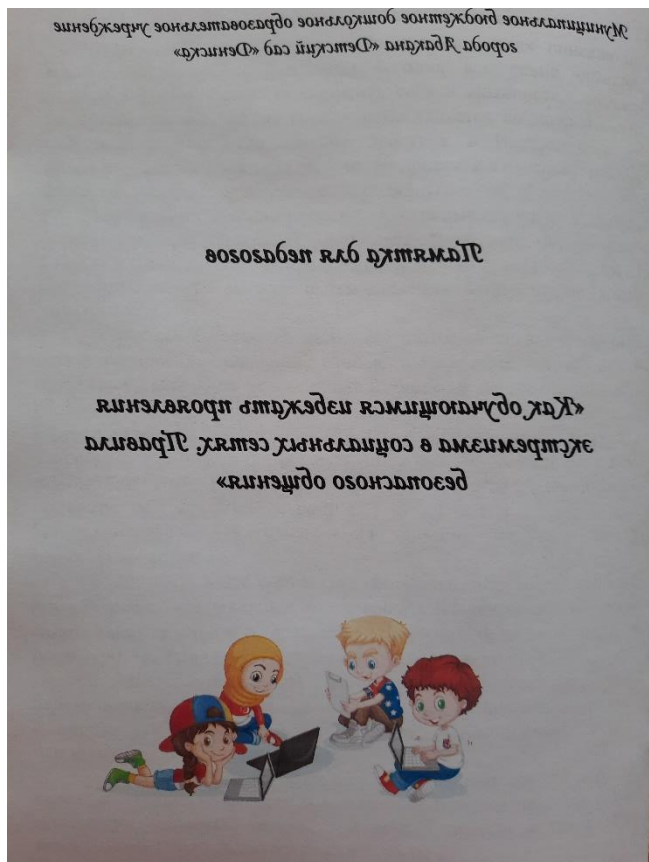 Муниципальное бюджетное дошкольное образовательное учреждение
города Абакана «Детский сад «Дениска»
Памятка для педагогов
«Как обучающимся избежать проявления
экстремизма в социальных сетях. Правила
безопасного общения»